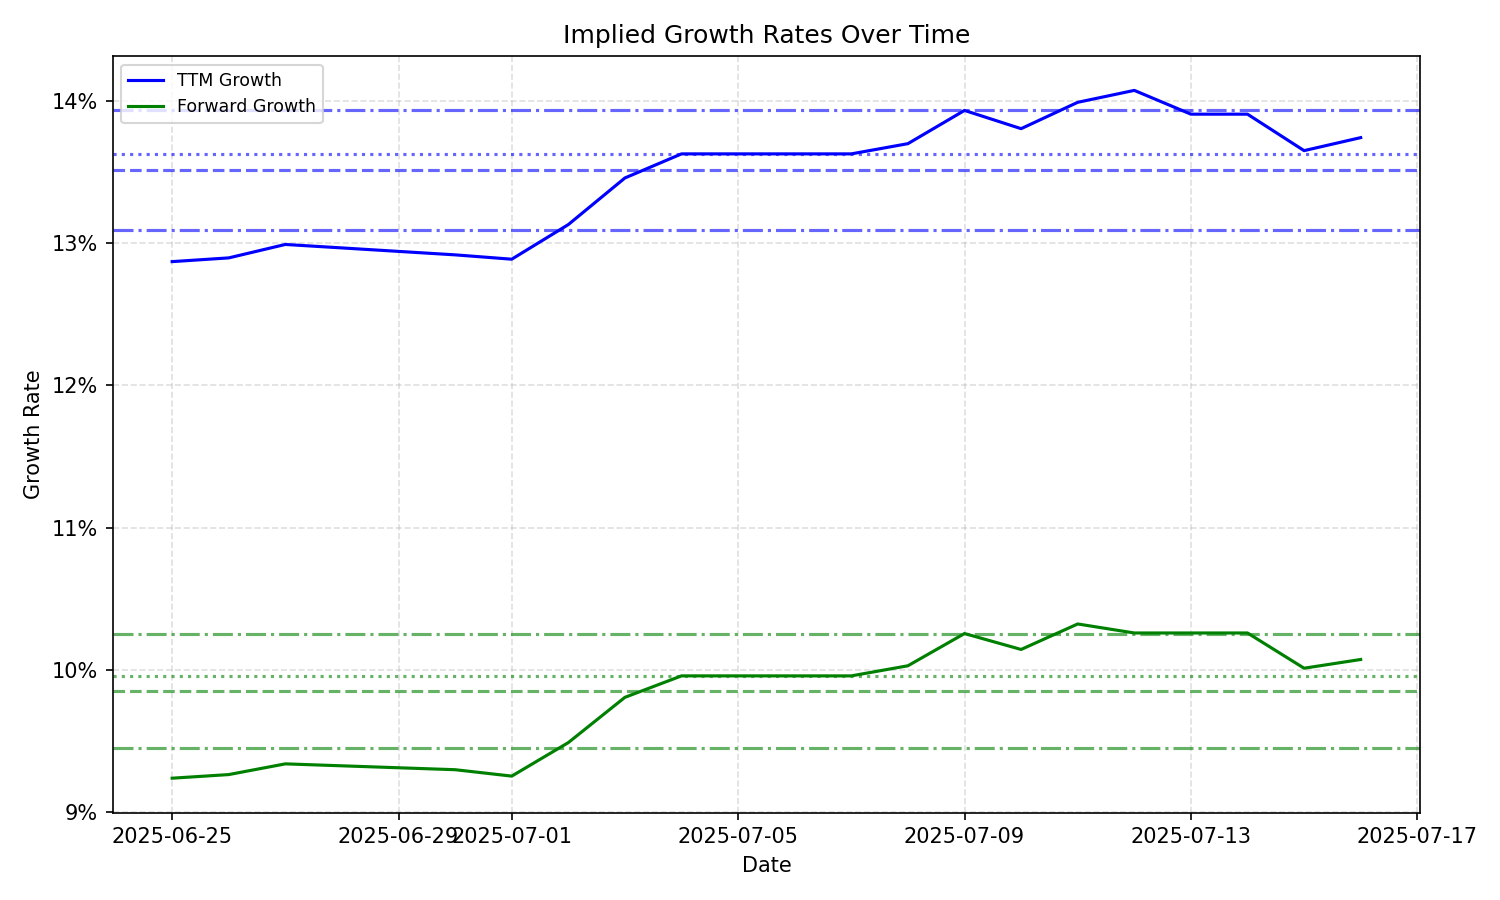 Implied Growth Rates Over Time
TTM Growth
Forward Growth
14%
13%
12%
11%
10%
9%
Growth Rate
2025-06-25 2025-06-29 2025-07-01 2025-07-05 2025-07-09 2025-07-13 2025-07-17
Date